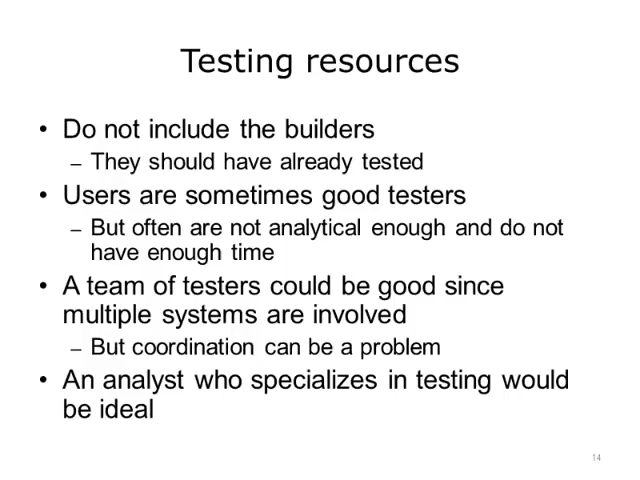 Testing resources
• Do not include the builders
– They should have already tested
• Users are sometimes good testers
– But often are not analytical enough and do not
have enough time
• A team of testers could be good since
multiple systems are involved
– But coordination can be a problem
• An analyst who specializes in testing would
be ideal
14